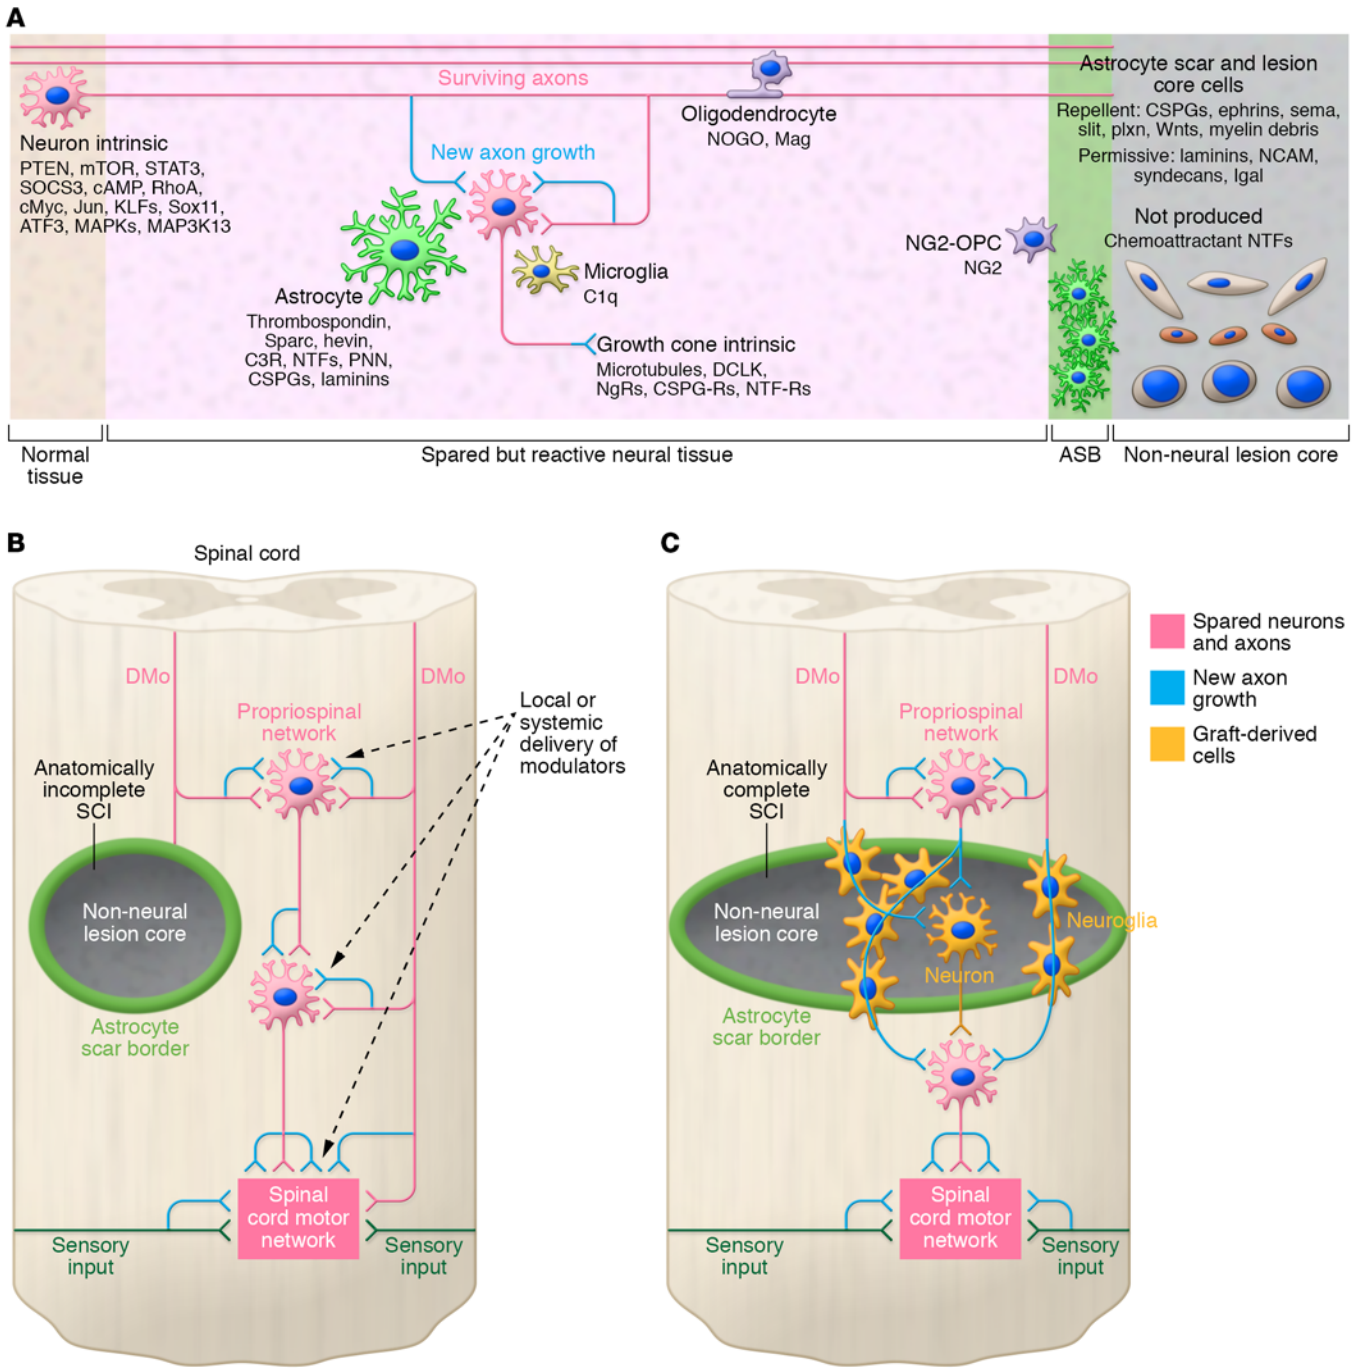 A
Surviving axons
Neuron intrinsic
PTEN, mTOR, STAT3,
SOCS3, cAMP, RhoA,
cMyc, Jun, KLFs, Sox11,
ATF3, MAPKs, MAP3K13
New axon growth
Oligodendrocyte
NOGO, Mag
Astrocyte
Thrombospondin,
Sparc, hevin,
C3R, NTFs, PNN,
CSPGs, laminins
Microglia
C1q
Growth cone intrinsic
Microtubules, DCLK,
NgRs, CSPG-Rs, NTF-Rs
NG2-OPC
NG2
Astrocyte scar and lesion
core cells
Repellent: CSPGs, ephrins, sema,
slit, plxn, Wnts, myelin debris
Permissive: laminins, NCAM,
syndecans, Igal
Not produced
Chemoattractant NTFs
Normal
tissue
Spared but reactive neural tissue
ASB
Non-neural lesion core
B
Spinal cord
DMo
DMo
Propriospinal
network
Anatomically
incomplete
SCI
Non-neural
lesion core
Astrocyte
scar border
Local or
systemic
delivery of
modulators
Spinal
cord motor
network
Sensory
input
Sensory
input
C
DMo
DMo
Propriospinal
network
Anatomically
complete
SCI
Non-neural
lesion core
Neuroglia
Neuron
Astrocyte
scar border
Spinal
cord motor
network
Sensory
input
Sensory
input
Spared neurons
and axons
New axon
growth
Graft-derived
cells